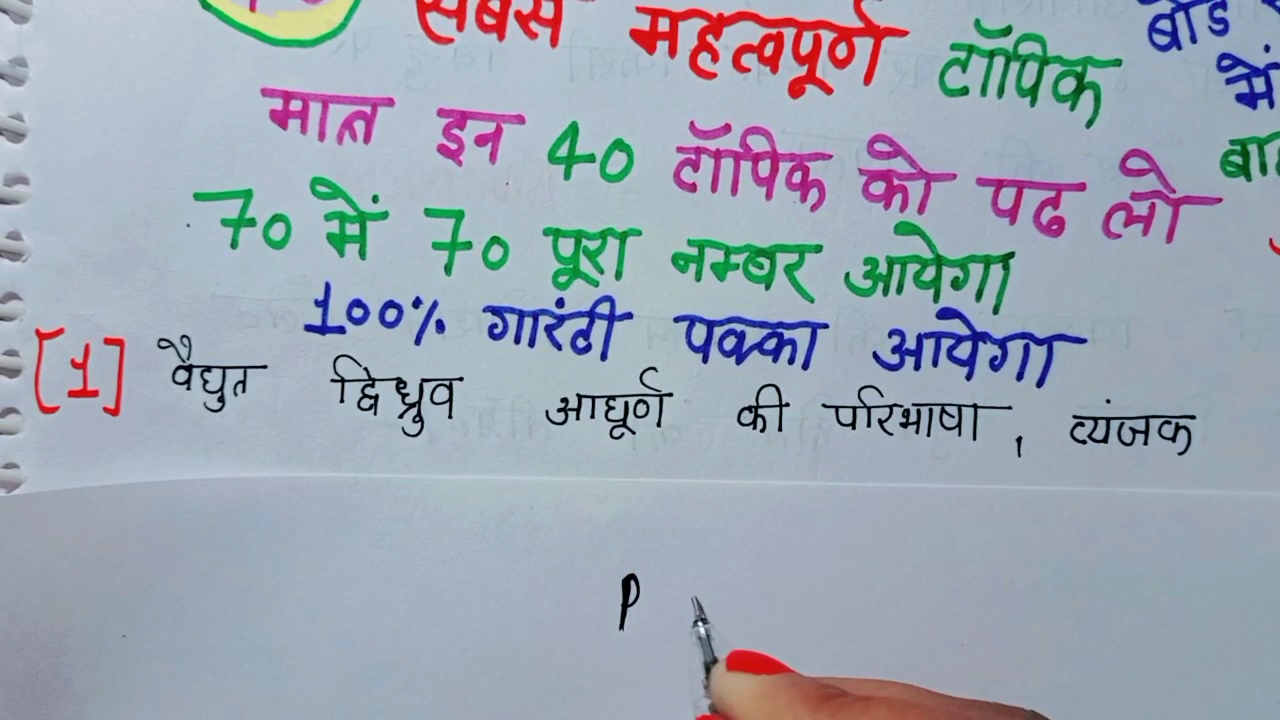 सबसे महत्वपूर्ण टॉपिक
बोर्ड
में
मात्र इन 40 टॉपिक को पढ लो
70 में 70 पूरा नम्बर आयेगा
100% गारंटी पक्का आयेगा
[1] वैद्युत द्विध्रुव आघूर्ण की परिभाषा, व्यंजक
P